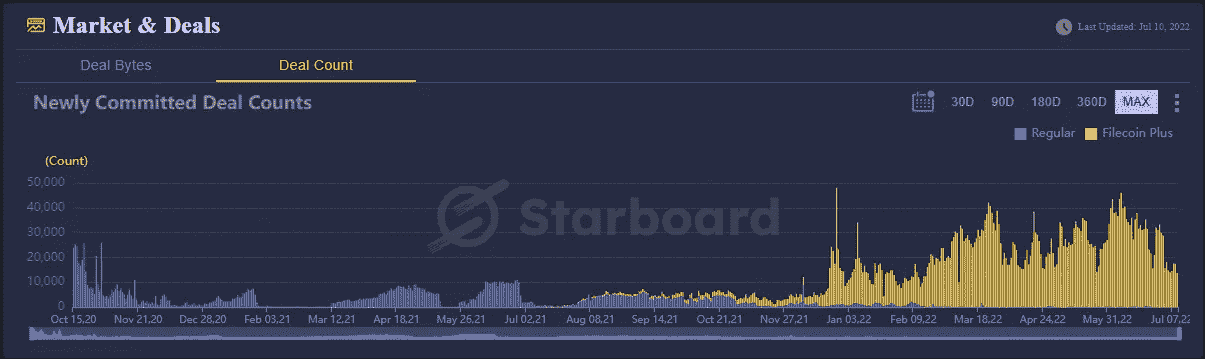 Market & Deals
Last Updated: Jul 10, 2022
Deal Bytes
Deal Count
Newly Committed Deal Counts
30D 90D 180D 360D MAX
Regular Filecoin Plus
(Count)
50,000
40,000
30,000
20,000
10,000
0
Starboard
Oct 15,20 Nov 21,20 Dec 28,20 Feb 03,21 Mar 12,21 Apr 18,21 May 26,21 Jul 02,21 Aug 08,21 Sep 14,21 Oct 21,21 Nov 27,21 Jan 03,22 Feb 09,22 Mar 18,22 Apr 24,22 May 31,22 Jul 07,22